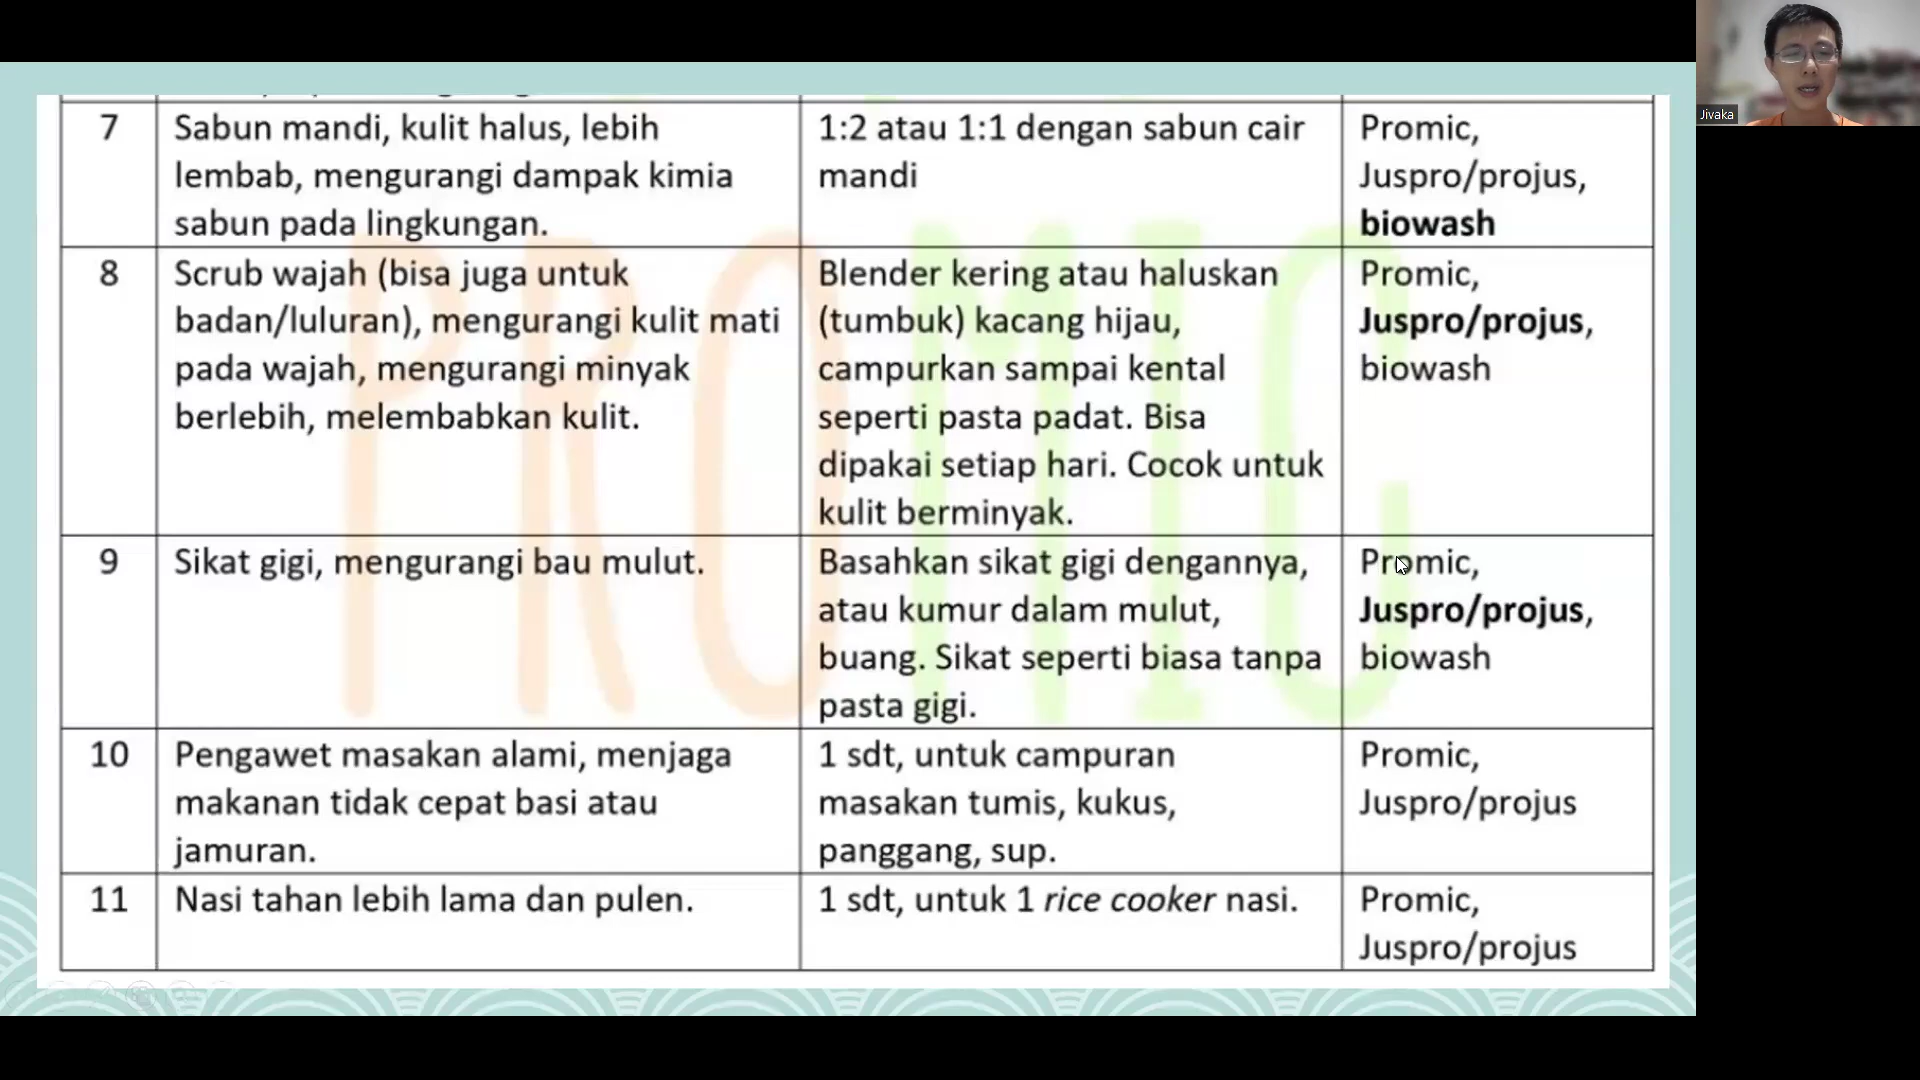 Jivaka
7
Sabun mandi, kulit halus, lebih
lembab, mengurangi dampak kimia
sabun pada lingkungan.
1:2 atau 1:1 dengan sabun cair
mandi
Promic,
Juspro/projus,
biowash
8
Scrub wajah (bisa juga untuk
badan/luluran), mengurangi kulit mati
pada wajah, mengurangi minyak
berlebih, melembabkan kulit.
Blender kering atau haluskan
(tumbuk) kacang hijau,
campurkan sampai kental
seperti pasta padat. Bisa
dipakai setiap hari. Cocok untuk
kulit berminyak.
Promic,
Juspro/projus,
biowash
9
Sikat gigi, mengurangi bau mulut.
Basahkan sikat gigi dengannya,
atau kumur dalam mulut,
buang. Sikat seperti biasa tanpa
pasta gigi.
Promic,
Juspro/projus,
biowash
10
Pengawet masakan alami, menjaga
makanan tidak cepat basi atau
jamuran.
1 sdt, untuk campuran
masakan tumis, kukus,
panggang, sup.
Promic,
Juspro/projus
11
Nasi tahan lebih lama dan pulen.
1 sdt, untuk 1 rice cooker nasi.
Promic,
Juspro/projus
PROMIC